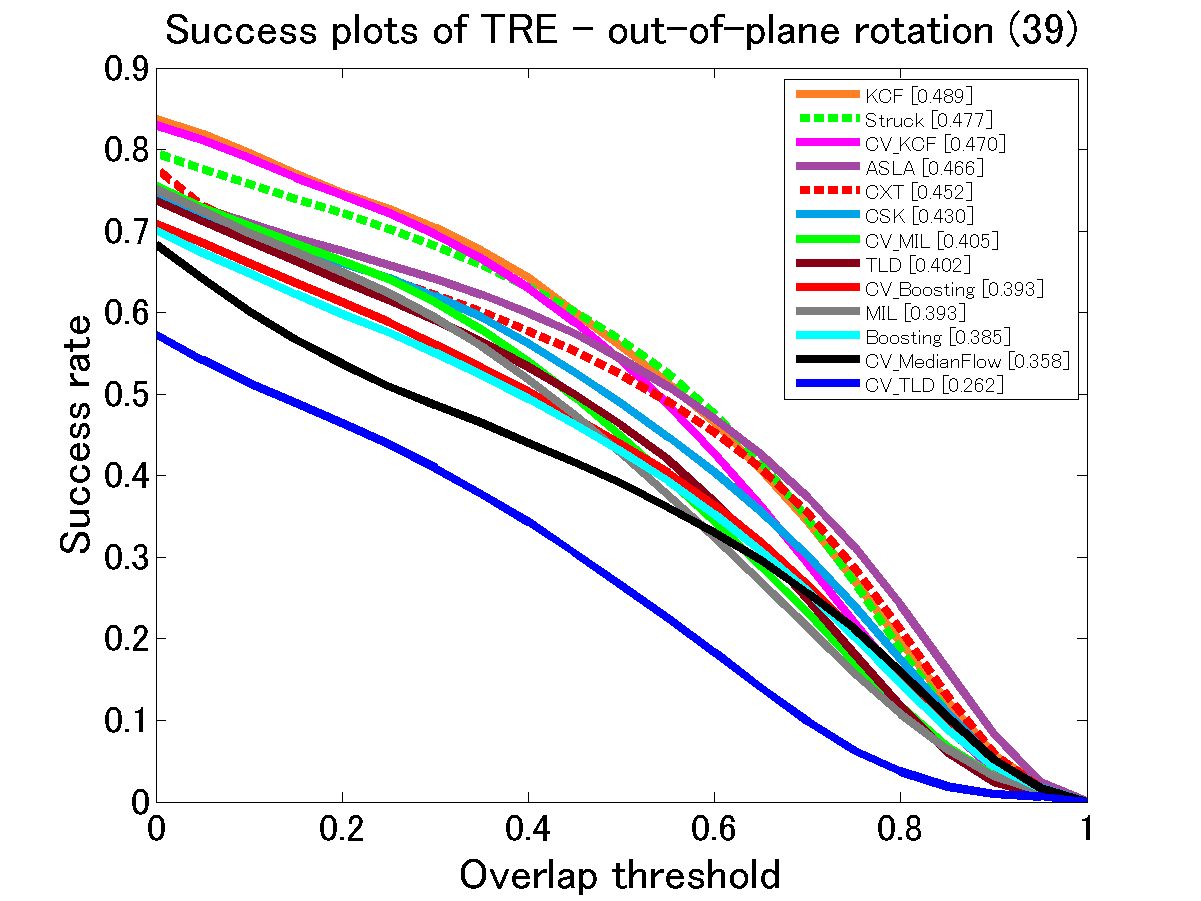 Success plots of TRE − out−of−plane rotation (39)
KCF [0.489]
Struck [0.477]
CV_KCF [0.470]
ASLA [0.466]
CXT [0.452]
CSK [0.430]
CV_MIL [0.405]
TLD [0.402]
CV_Boosting [0.393]
MIL [0.393]
Boosting [0.385]
CV_MedianFlow [0.358]
CV_TLD [0.262]
Success rate
0.9
0.8
0.7
0.6
0.5
0.4
0.3
0.2
0.1
0
0 0.2 0.4 0.6 0.8 1
Overlap threshold